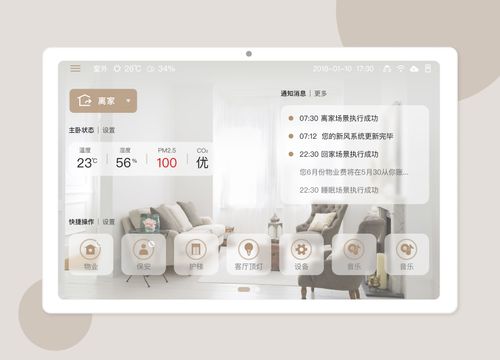 室外 26℃ 34%
2018-01-10 17:30
离家
通知消息 | 更多
07:30 离家场景执行成功
07:12 您的新风系统更新完毕
22:30 回家场景执行成功
您6月份物业费将在5月30从你账...
22:30 睡眠场景执行成功
主卧状态 | 设置
温度 湿度 PM2.5 CO₂
23℃ 56% 100 优
快捷操作 | 设置
物业 保安 护梯 客厅顶灯 设备 音乐 音乐